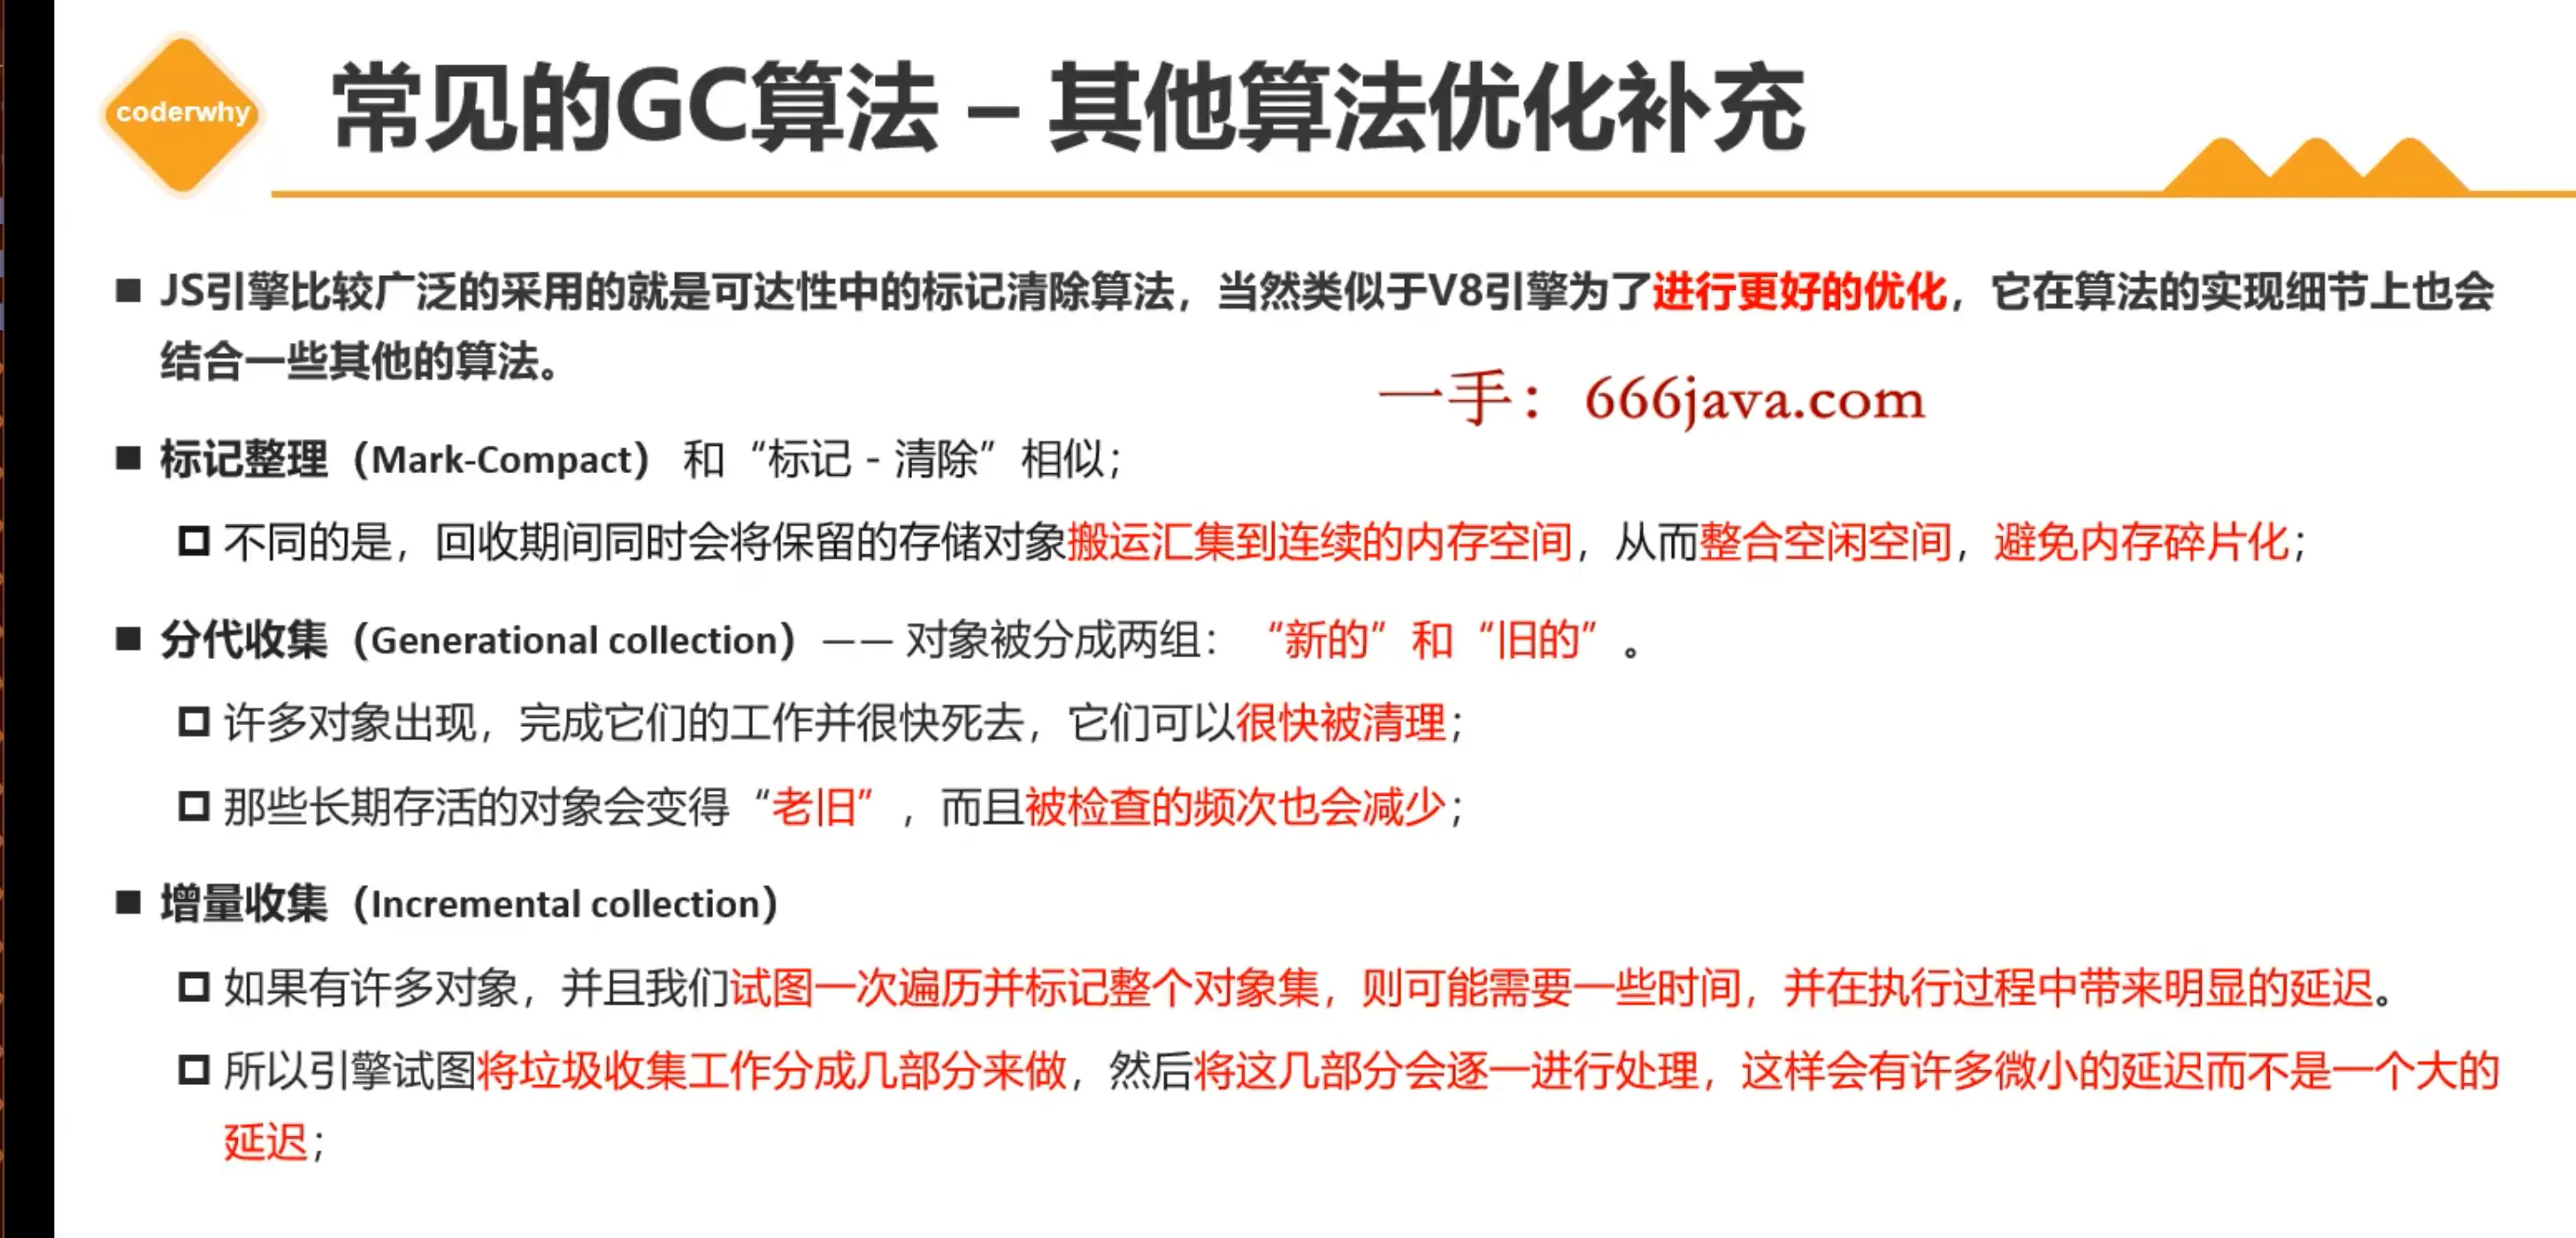 coderwhy
常见的GC算法 – 其他算法优化补充
■ JS引擎比较广泛的采用的就是可达性中的标记清除算法，当然类似于V8引擎为了进行更好的优化，它在算法的实现细节上也会
结合一些其他的算法。
一手：666java.com
■ 标记整理（Mark-Compact） 和“标记 - 清除”相似；
不同的是，回收期间同时会将保留的存储对象搬运汇集到连续的内存空间，从而整合空闲空间，避免内存碎片化；
■ 分代收集（Generational collection）—— 对象被分成两组：“新的”和“旧的”。
许多对象出现，完成它们的工作并很快死去，它们可以很快被清理；
那些长期存活的对象会变得“老旧”，而且被检查的频次也会减少；
■ 增量收集（Incremental collection）
如果有许多对象，并且我们试图一次遍历并标记整个对象集，则可能需要一些时间，并在执行过程中带来明显的延迟。
所以引擎试图将垃圾收集工作分成几部分来做，然后将这几部分会逐一进行处理，这样会有许多微小的延迟而不是一个大的
延迟；